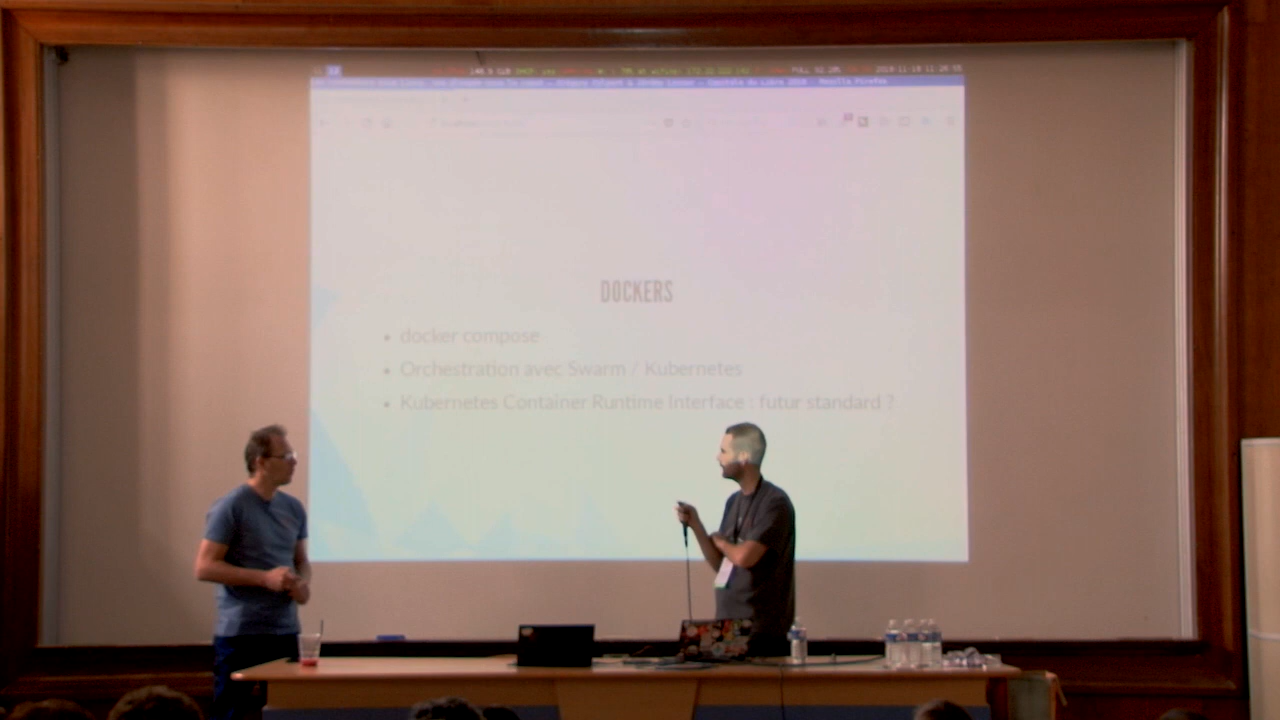 DOCKERS
docker compose
Orchestration avec Swarm / Kubernetes
Kubernetes Container Runtime Interface : futur standard ?